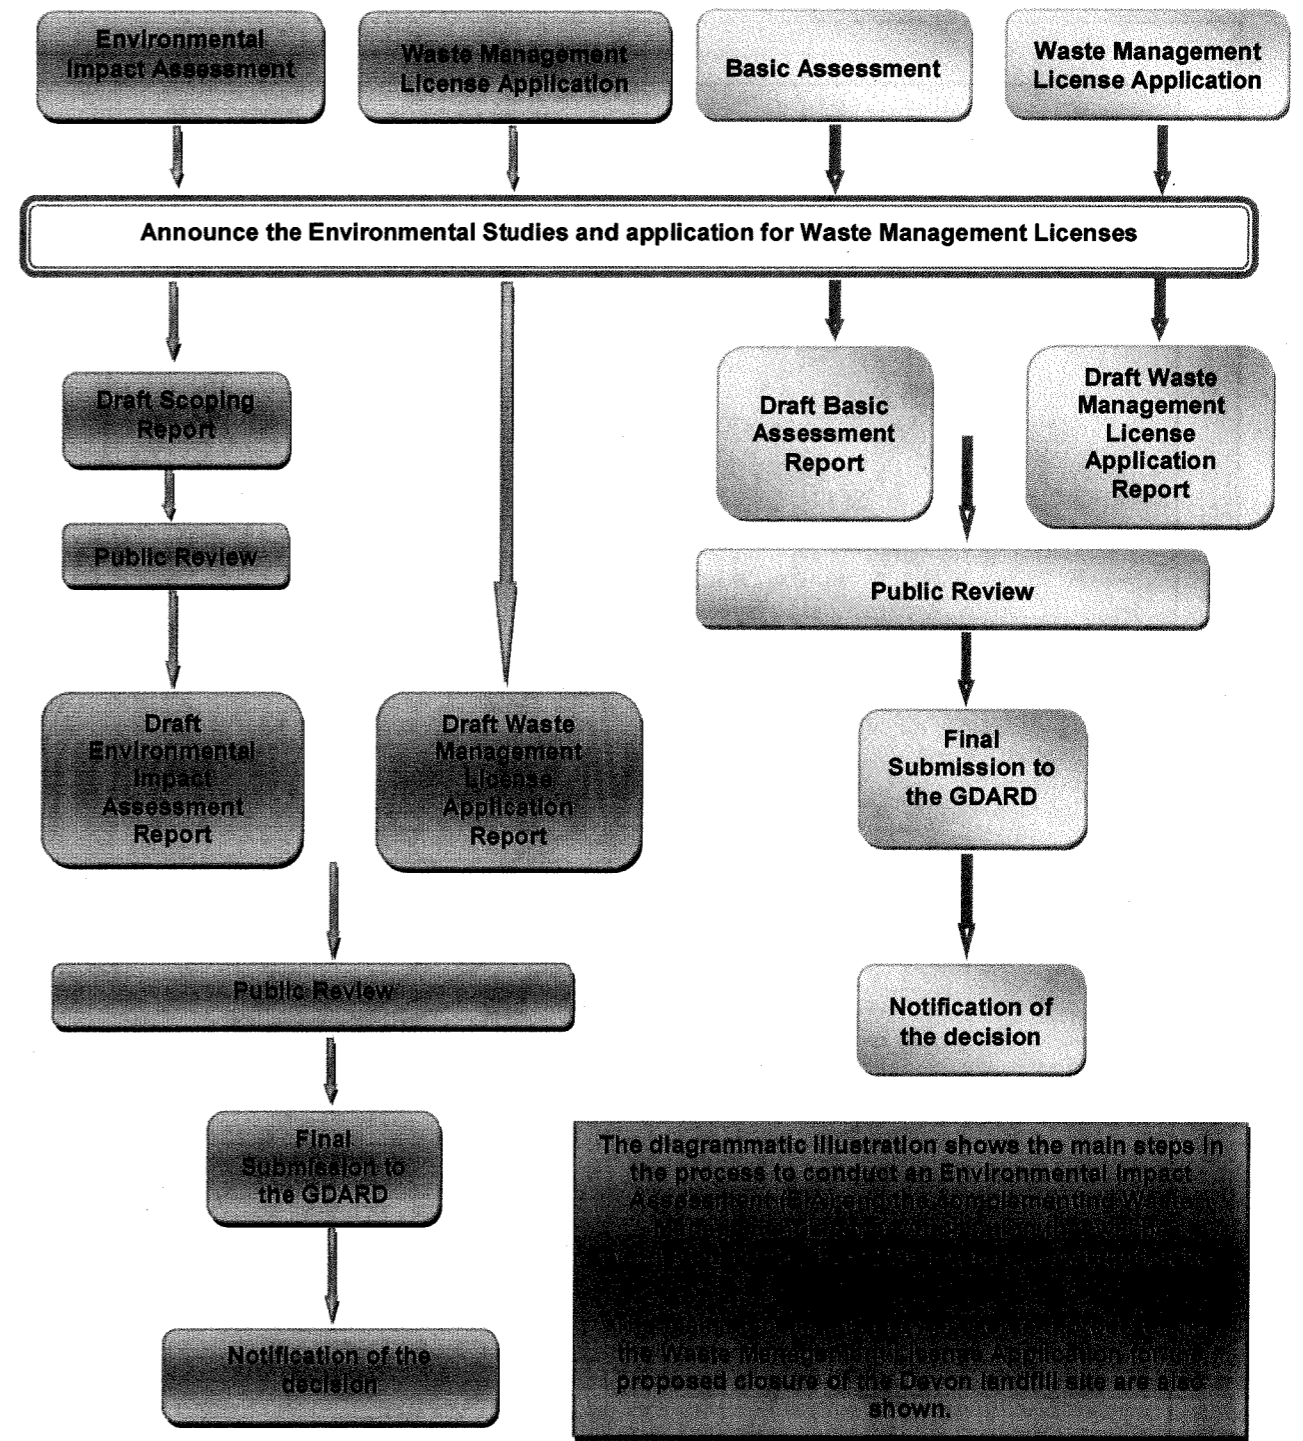 Environmental
Impact Assessment
Waste Management
License Application
Basic Assessment
Waste Management
License Application
Announce the Environmental Studies and application for Waste Management Licenses
Draft Scoping
Report
Public Review
Draft
Environmental
Impact
Assessment
Report
Draft Waste
Management
License
Application
Report
Public Review
Final
Submission to
the GDARD
Notification of the
decision
Draft Basic
Assessment
Report
Draft Waste
Management
License
Application
Report
Public Review
Final
Submission to
the GDARD
Notification of
the decision
The diagrammatic illustration shows the main steps in
the process to conduct an Environmental Impact
Assessment (EIA) and the complementing
the Waste Management License Application for the
proposed closure of the Devon landfill site are also
shown.